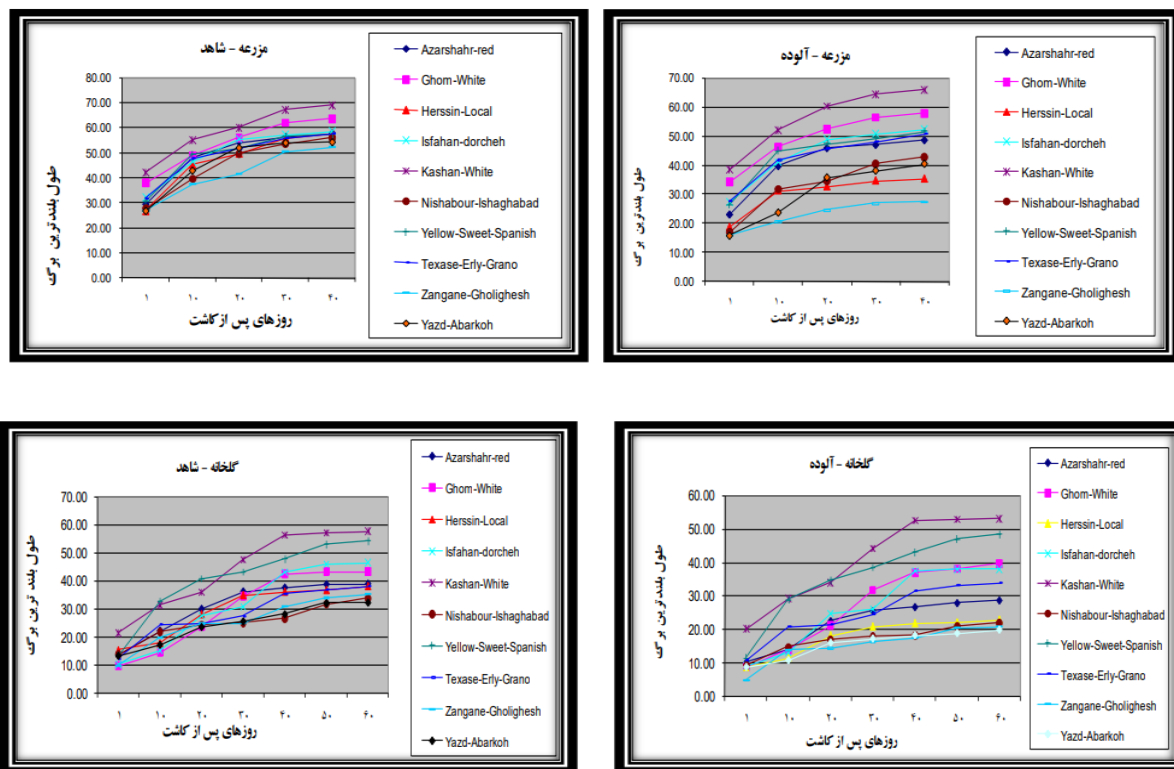 مزرعه - شاهد
80.00
70.00
60.00
50.00
40.00
30.00
20.00
10.00
0.00
طول بلندترین برگ
۱ ۱۰ ۲۰ ۳۰ ۴۰
روزهای پس از کاشت
Azarshahr-red
Ghom-White
Herssin-Local
Isfahan-dorcheh
Kashan-White
Nishabour-Ishaghabad
Yellow-Sweet-Spanish
Texase-Erly-Grano
Zangane-Gholighesh
Yazd-Abarkoh
مزرعه - آلوده
70.00
60.00
50.00
40.00
30.00
20.00
10.00
0.00
طول بلندترین برگ
۱ ۱۰ ۲۰ ۳۰ ۴۰
روزهای پس از کاشت
Azarshahr-red
Ghom-White
Herssin-Local
Isfahan-dorcheh
Kashan-White
Nishabour-Ishaghabad
Yellow-Sweet-Spanish
Texase-Erly-Grano
Zangane-Gholighesh
Yazd-Abarkoh
گلخانه - شاهد
70.00
60.00
50.00
40.00
30.00
20.00
10.00
0.00
طول بلند ترین برگ
۱ ۱۰ ۲۰ ۳۰ ۴۰ ۵۰ ۶۰
روزهای پس از کاشت
Azarshahr-red
Ghom-White
Herssin-Local
Isfahan-dorcheh
Kashan-White
Nishabour-Ishaghabad
Yellow-Sweet-Spanish
Texase-Erly-Grano
Zangane-Gholighesh
Yazd-Abarkoh
گلخانه - آلوده
60.00
50.00
40.00
30.00
20.00
10.00
0.00
طول بلند ترین برگ
۱ ۱۰ ۲۰ ۳۰ ۴۰ ۵۰ ۶۰
روزهای پس از کاشت
Azarshahr-red
Ghom-White
Herssin-Local
Isfahan-dorcheh
Kashan-White
Nishabour-Ishaghabad
Yellow-Sweet-Spanish
Texase-Erly-Grano
Zangane-Gholighesh
Yazd-Abarkoh